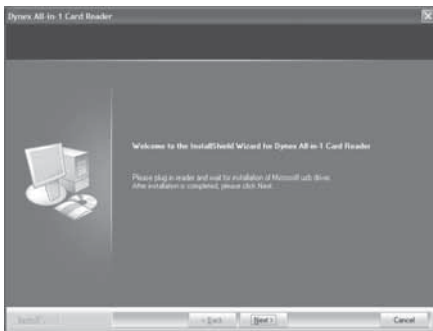 Dynex All-in-1 Card Reader
Welcome to the InstallShield Wizard for Dynex All-in-1 Card Reader
Please plug in reader and wait for installation of Microsoft usb driver.
After installation is completed, please click Next.
Install
< Back
Next >
Cancel